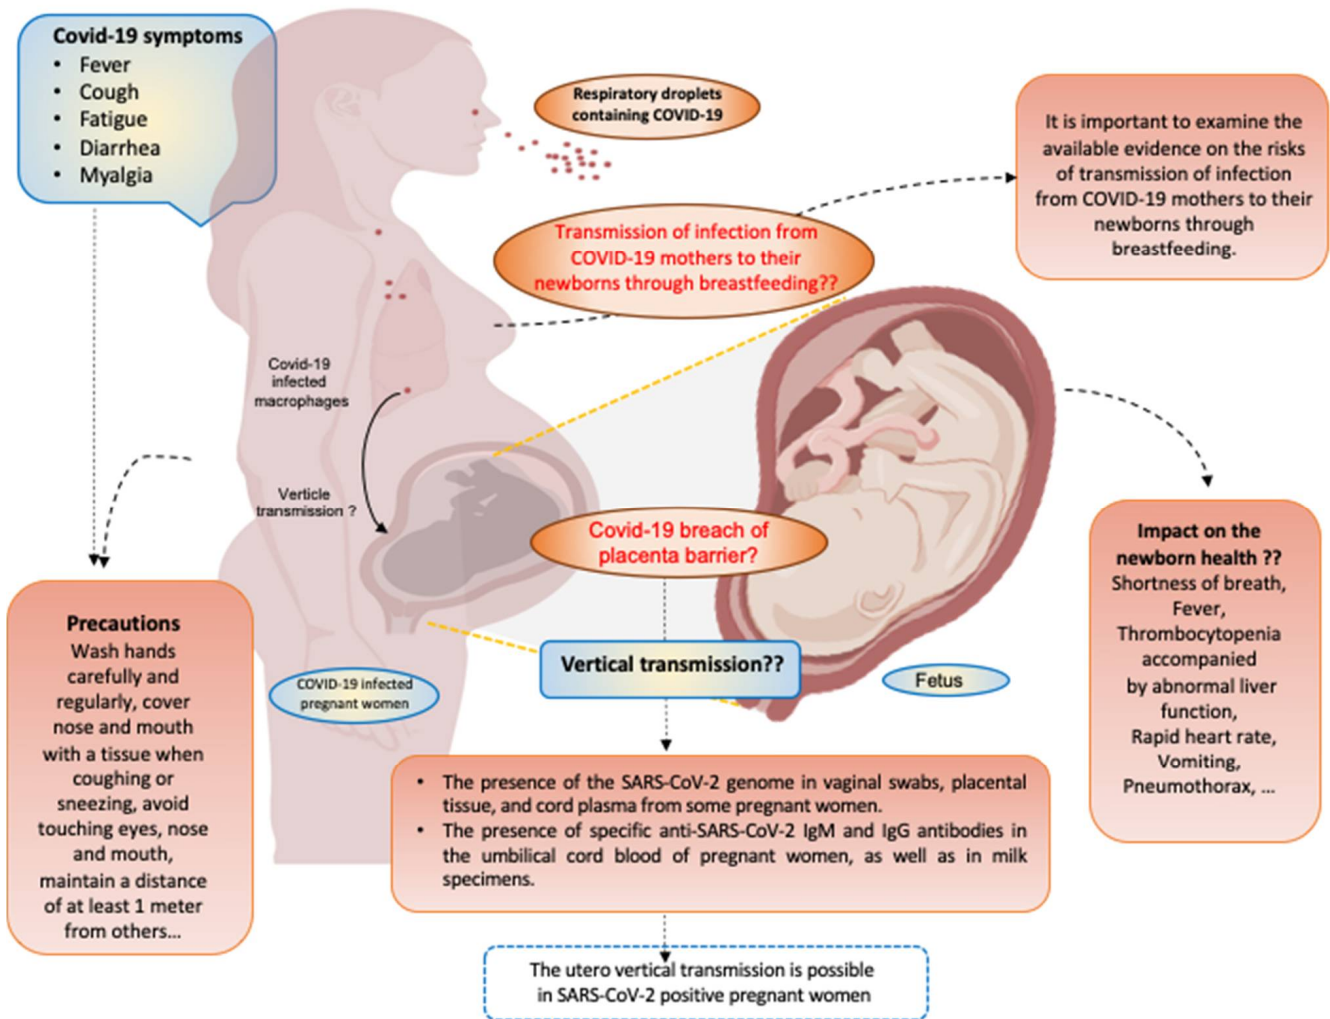 Covid-19 symptoms
• Fever
• Cough
• Fatigue
• Diarrhea
• Myalgia
Respiratory droplets
containing COVID-19
Transmission of infection from
COVID-19 mothers to their
newborns through breastfeeding??
It is important to examine the
available evidence on the risks
of transmission of infection
from COVID-19 mothers to their
newborns through
breastfeeding.
Covid-19
infected
macrophages
Verticle
transmission ?
Covid-19 breach of
placenta barrier?
Impact on the
newborn health ??
Shortness of breath,
Fever,
Thrombocytopenia
accompanied
by abnormal liver
function,
Rapid heart rate,
Vomiting,
Pneumothorax, ...
Precautions
Wash hands
carefully and
regularly, cover
nose and mouth
with a tissue when
coughing or
sneezing, avoid
touching eyes, nose
and mouth,
maintain a distance
of at least 1 meter
from others...
COVID-19 infected
pregnant women
Vertical transmission??
Fetus
• The presence of the SARS-CoV-2 genome in vaginal swabs, placental
tissue, and cord plasma from some pregnant women.
• The presence of specific anti-SARS-CoV-2 IgM and IgG antibodies in
the umbilical cord blood of pregnant women, as well as in milk
specimens.
The utero vertical transmission is possible
in SARS-CoV-2 positive pregnant women